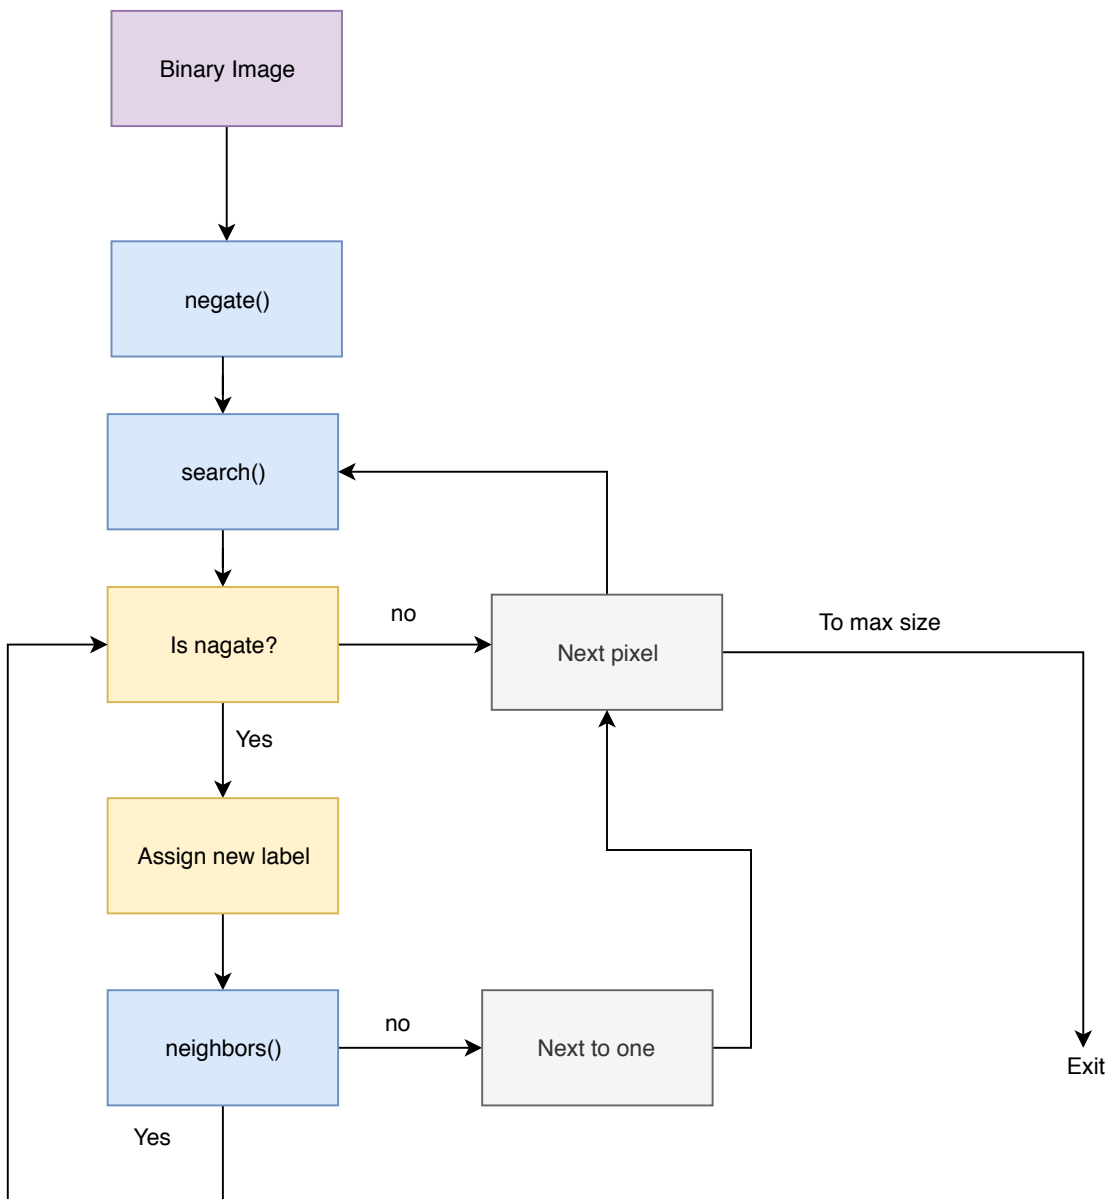 Binary Image
negate()
search()
Is nagate?
no
Next pixel
To max size
Yes
Assign new label
neighbors()
no
Next to one
Exit
Yes